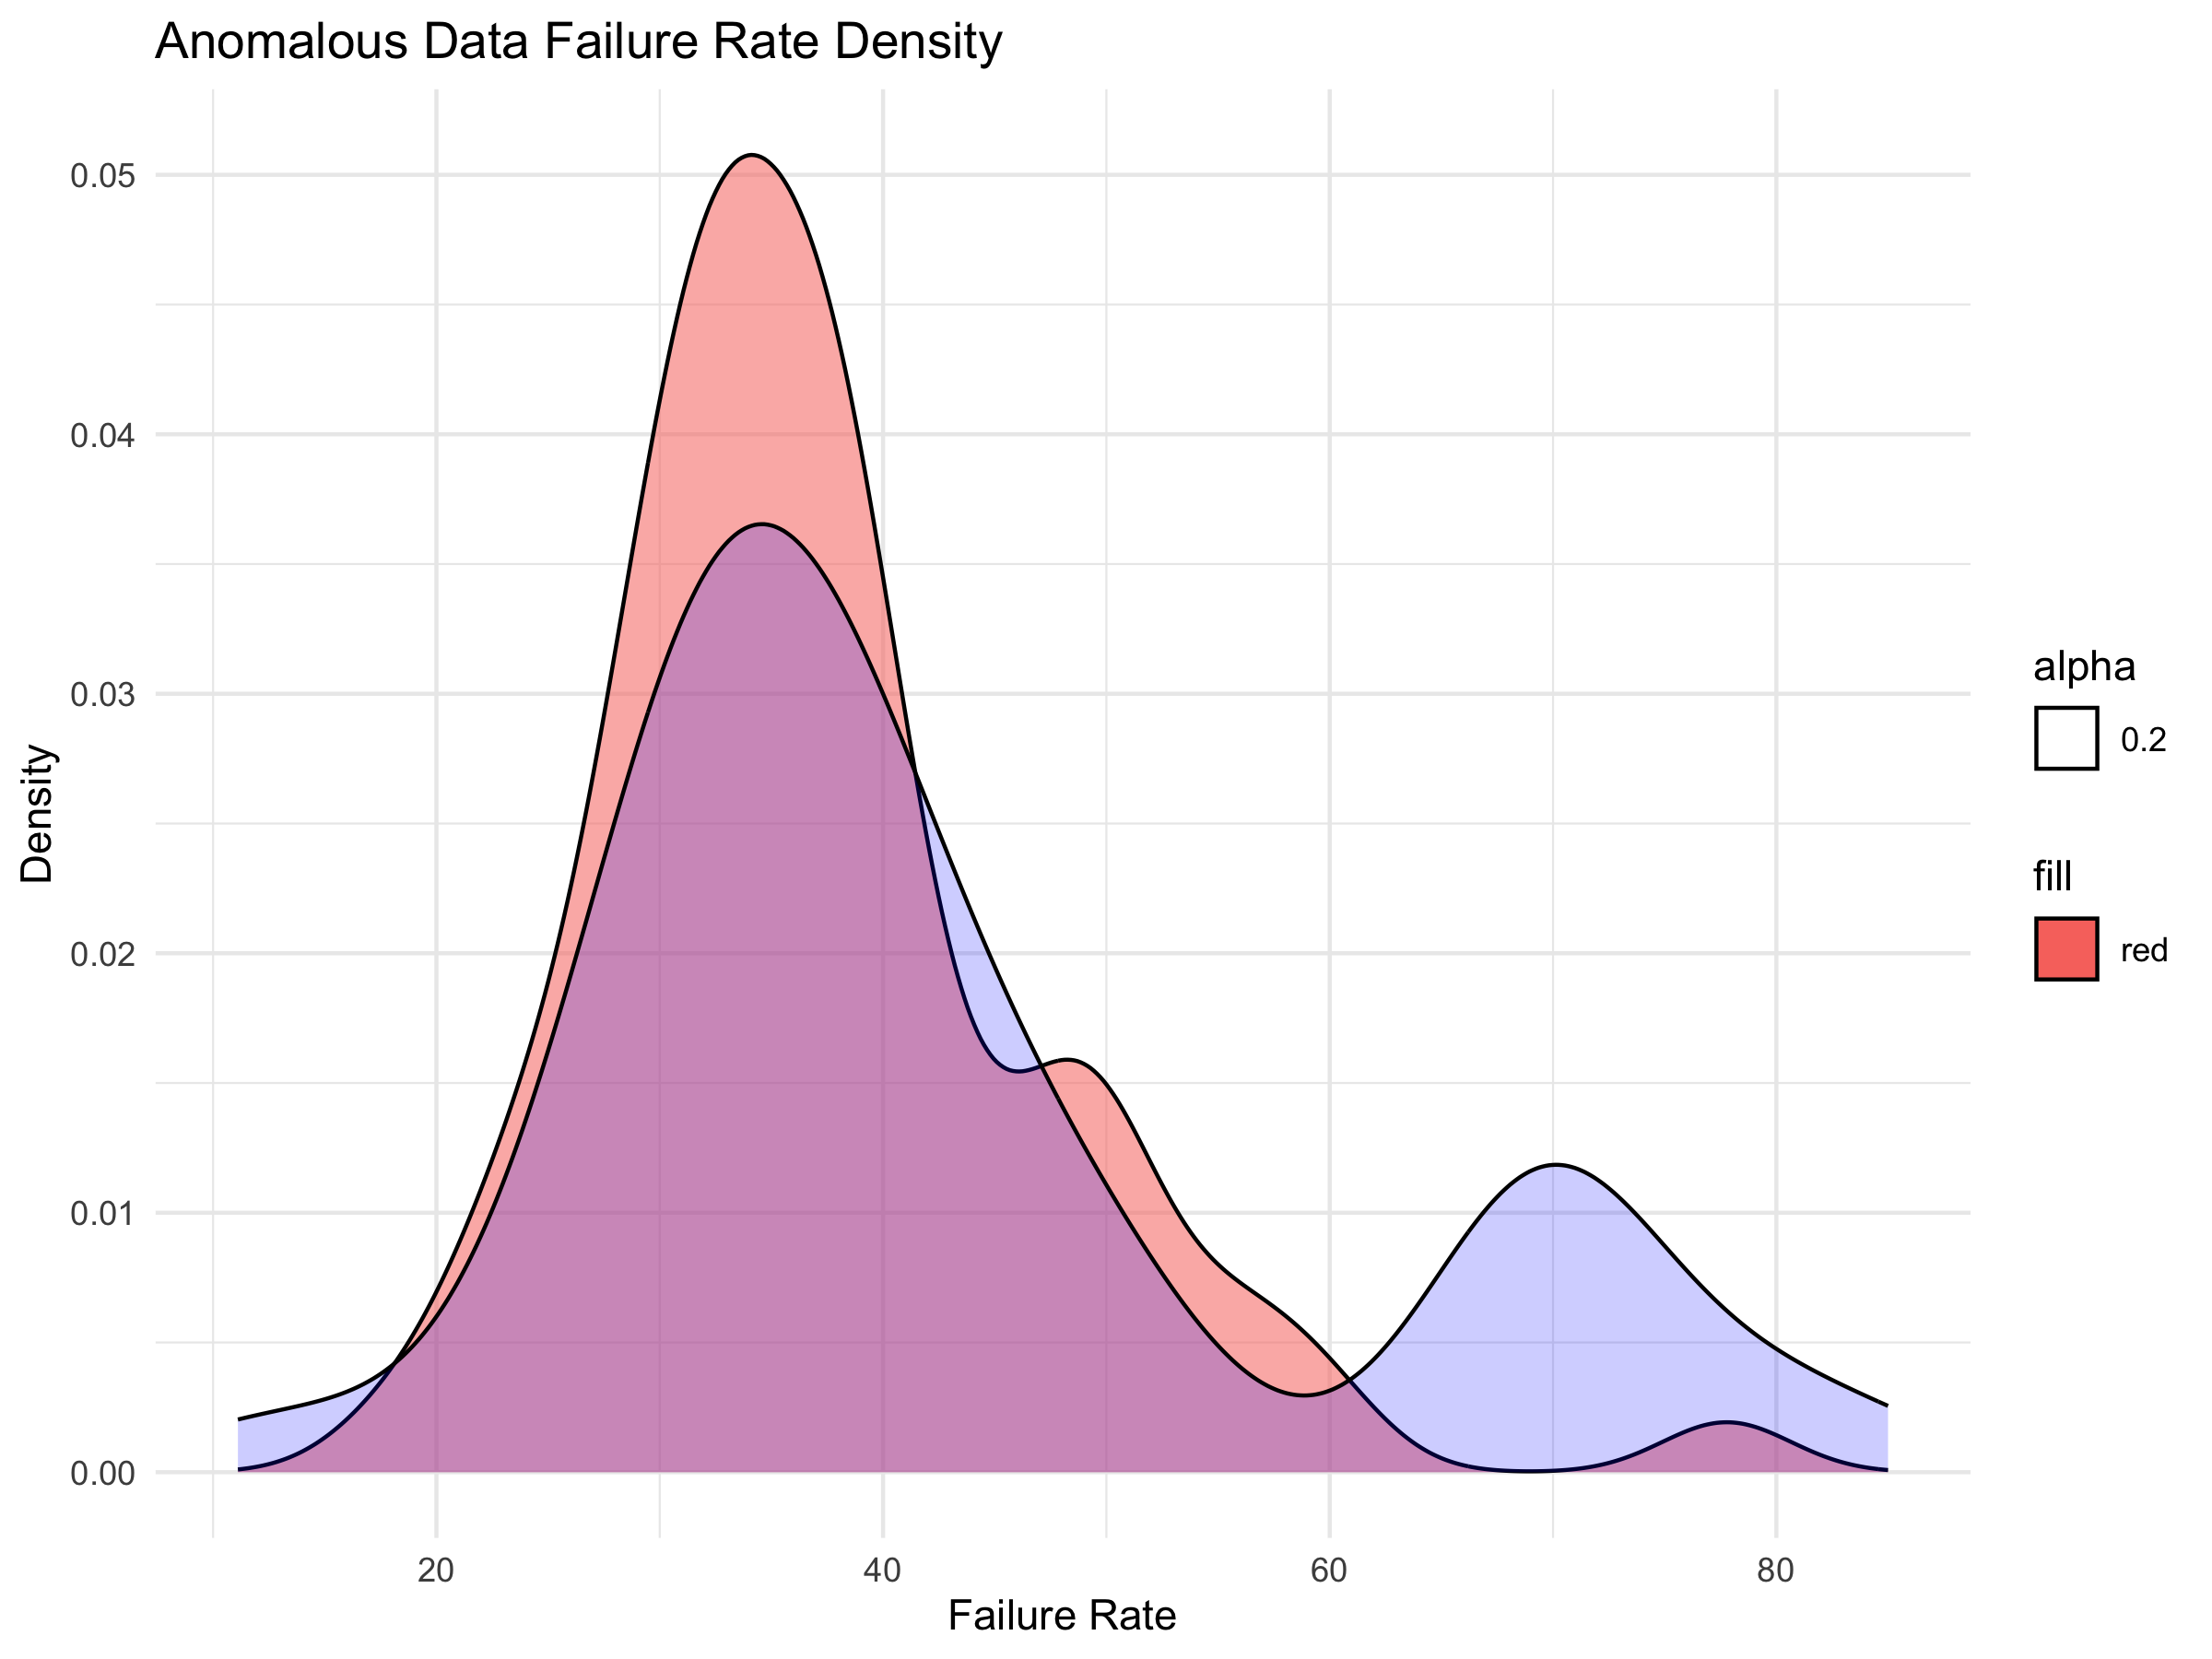 Anomalous Data Failure Rate Density
0.05
0.04
0.03
0.02
0.01
0.00
Density
20
40
60
80
Failure Rate
alpha
0.2
fill
red